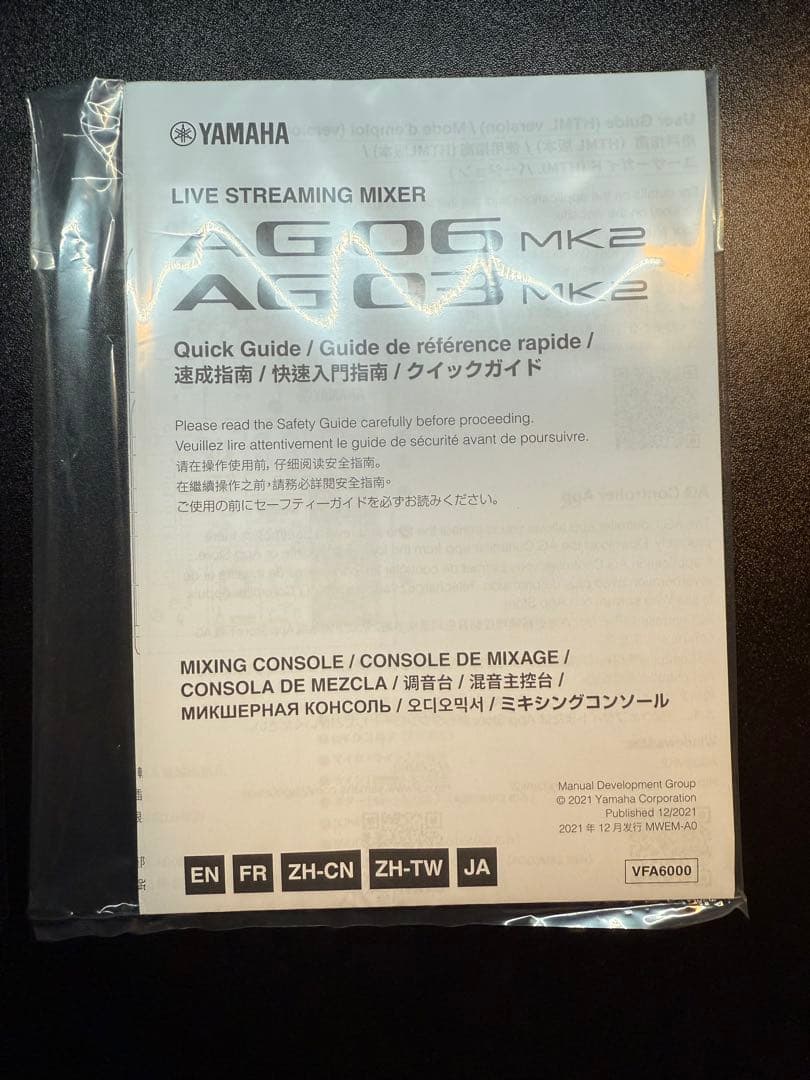 YAMAHA
LIVE STREAMING MIXER
AG06 MK2
AG03 MK2
Quick Guide / Guide de référence rapide /
速成指南 / 快速入門指南 / クイックガイド
Please read the Safety Guide carefully before proceeding.
Veuillez lire attentivement le guide de sécurité avant de poursuivre.
请在操作使用前, 仔细阅读安全指南。
在繼續操作之前,請務必詳閱安全指南。
ご使用の前にセーフティーガイドを必ずお読みください。
MIXING CONSOLE / CONSOLE DE MIXAGE /
CONSOLA DE MEZCLA / 调音台 / 混音主控台 /
МИКШЕРНАЯ КОНСОЛЬ / 오디오믹서 / ミキシングコンソール
Manual Development Group
© 2021 Yamaha Corporation
Published 12/2021
2021 年 12 月发行 MWEM-A0
EN FR ZH-CN ZH-TW JA
VFA6000